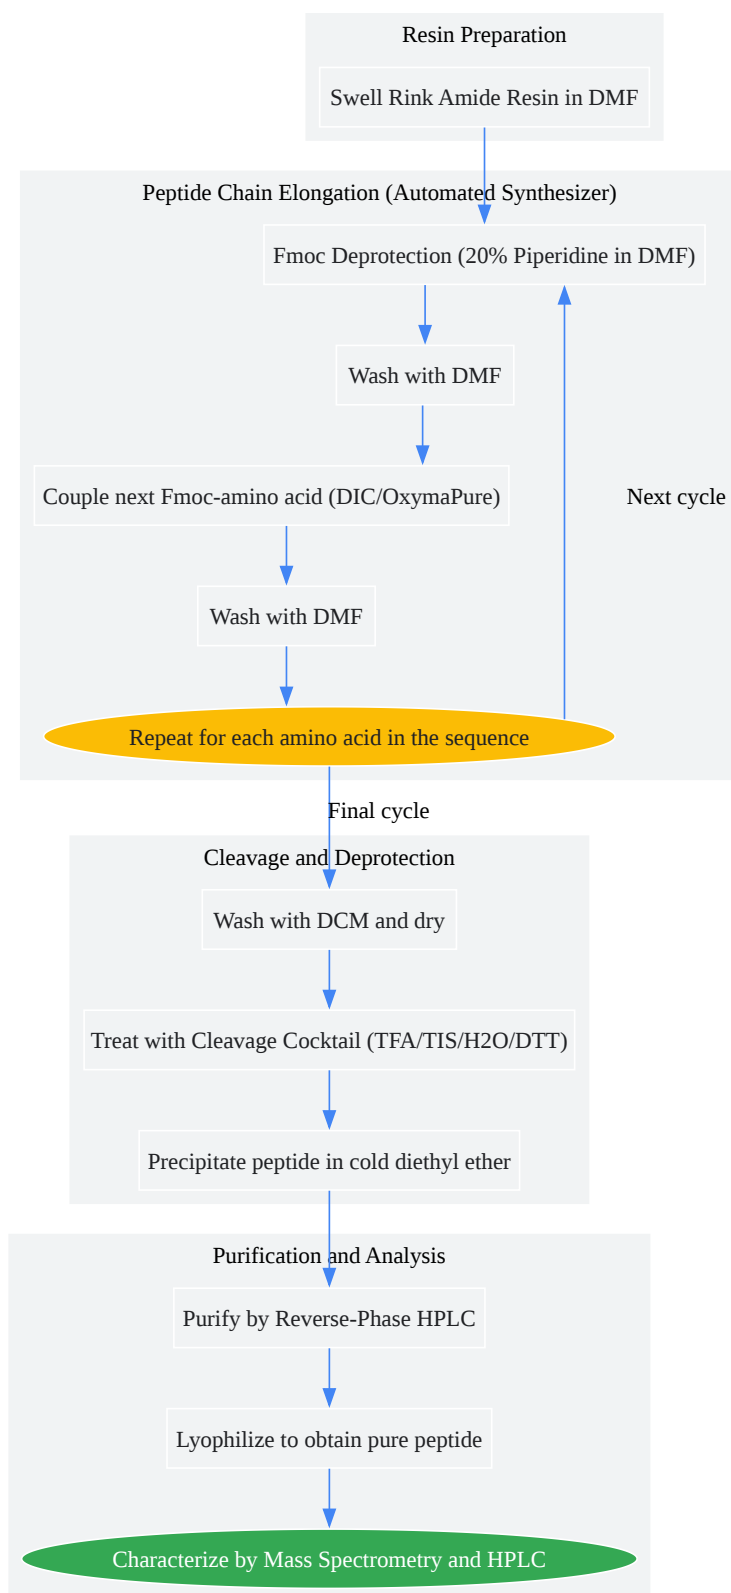 Resin Preparation
Swell Rink Amide Resin in DMF
Peptide Chain Elongation (Automated Synthesizer)
Fmoc Deprotection (20% Piperidine in DMF)
Wash with DMF
Couple next Fmoc-amino acid (DIC/OxymaPure)
Next cycle
Wash with DMF
Repeat for each amino acid in the sequence
Final cycle
Cleavage and Deprotection
Wash with DCM and dry
Treat with Cleavage Cocktail (TFA/TIS/H2O/DTT)
Precipitate peptide in cold diethyl ether
Purification and Analysis
Purify by Reverse-Phase HPLC
Lyophilize to obtain pure peptide
Characterize by Mass Spectrometry and HPLC